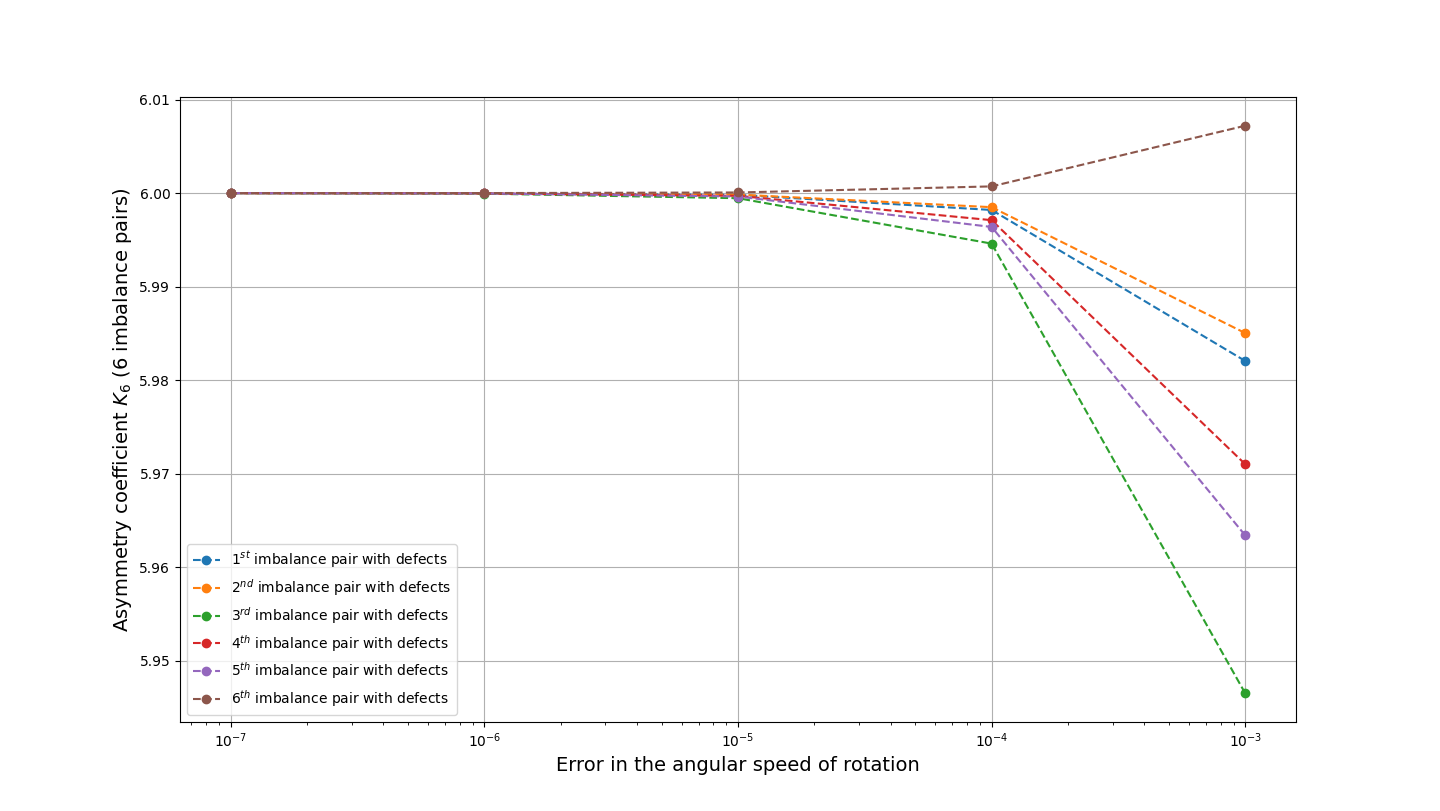 6.01
6.00
5.99
5.98
5.97
5.96
5.95
Asymmetry coefficient K₆ (6 imbalance pairs)
1ˢᵗ imbalance pair with defects
2ⁿᵈ imbalance pair with defects
3ʳᵈ imbalance pair with defects
4ᵗʰ imbalance pair with defects
5ᵗʰ imbalance pair with defects
6ᵗʰ imbalance pair with defects
10⁻⁷ 10⁻⁶ 10⁻⁵ 10⁻⁴ 10⁻³
Error in the angular speed of rotation